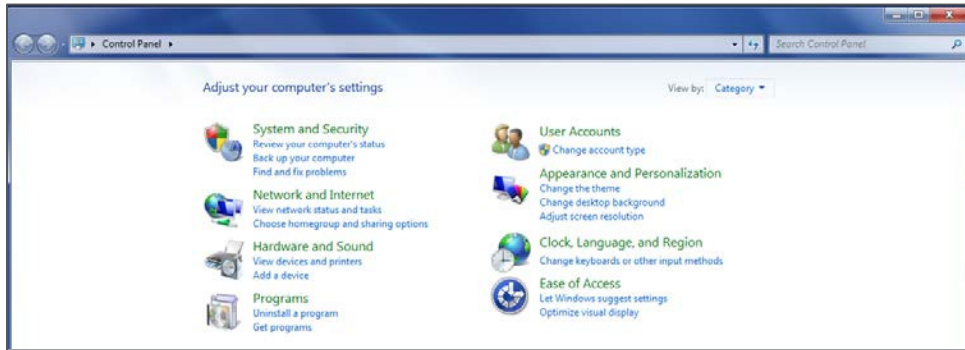 Control Panel
Search Control Panel
Adjust your computer's settings
View by: Category
System and Security
Review your computer's status
Back up your computer
Find and fix problems
Network and Internet
View network status and tasks
Choose homegroup and sharing options
Hardware and Sound
View devices and printers
Add a device
Programs
Uninstall a program
Get programs
User Accounts
Change account type
Appearance and Personalization
Change the theme
Change desktop background
Adjust screen resolution
Clock, Language, and Region
Change keyboards or other input methods
Ease of Access
Let Windows suggest settings
Optimize visual display